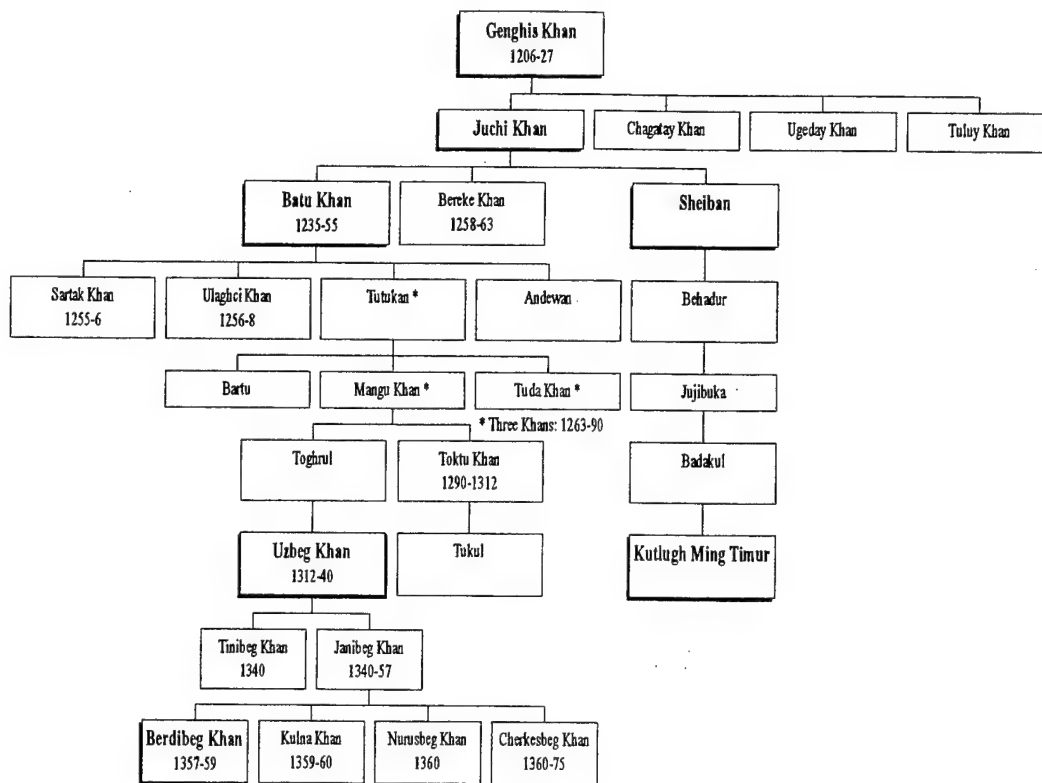 Genghis Khan
1206-27
Juchi Khan
Chagatay Khan
Ugeday Khan
Tuluy Khan
Batu Khan
1235-55
Bereke Khan
1258-63
Sheiban
Sartak Khan
1255-6
Ulaghci Khan
1256-8
Tutukan *
Andewan
Behadur
Bartu
Mangu Khan *
Tuda Khan *
Jujibuka
* Three Khans: 1263-90
Toghrul
Toktu Khan
1290-1312
Badakul
Uzbeg Khan
1312-40
Tukul
Kutlugh Ming Timur
Tinibeg Khan
1340
Janibeg Khan
1340-57
Berdibeg Khan
1357-59
Kulna Khan
1359-60
Nurusbeg Khan
1360
Cherkesbeg Khan
1360-75